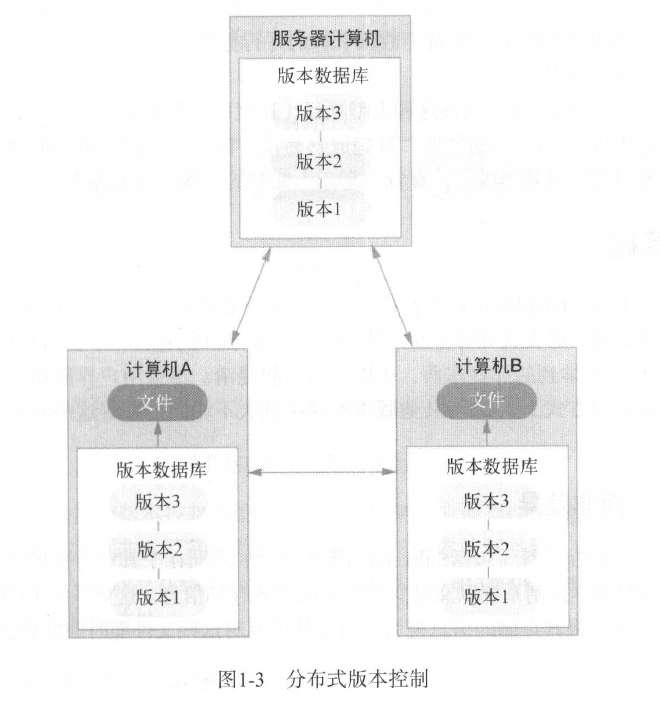 服务器计算机
版本数据库
版本3
版本2
版本1
计算机A
文件
版本数据库
版本3
版本2
版本1
计算机B
文件
版本数据库
版本3
版本2
版本1
图1-3 分布式版本控制